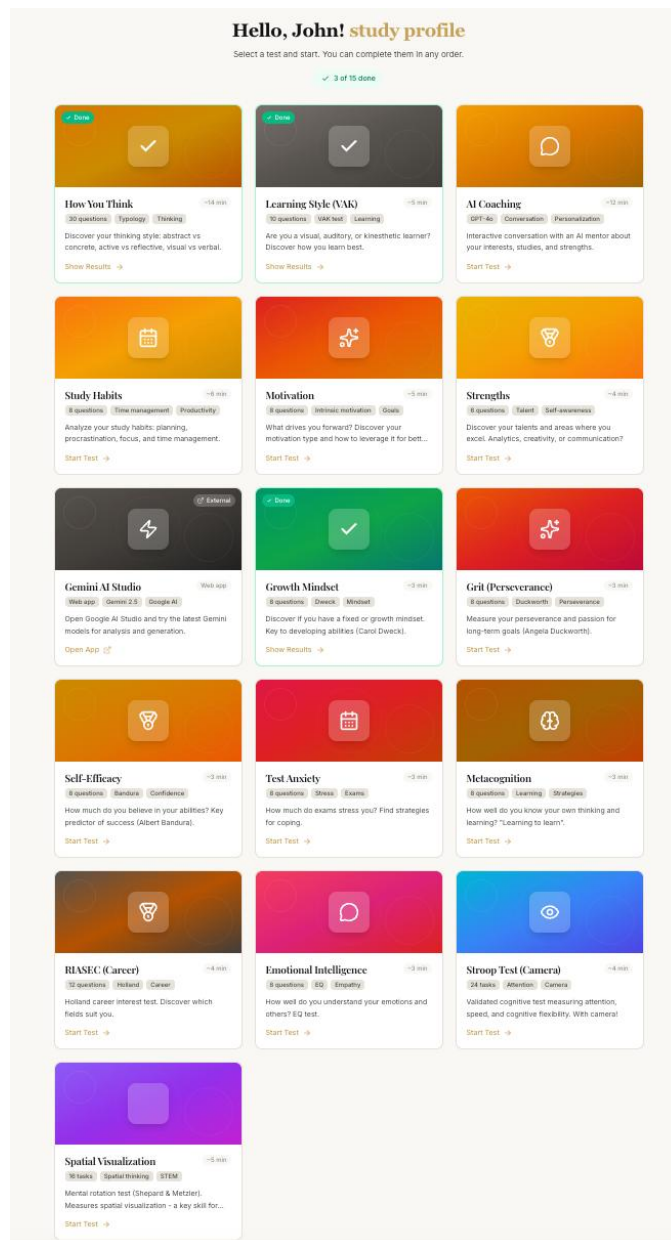 Hello, John! study profile
Select a test and start. You can complete them in any order.
3 of 15 done
Done
How You Think
~14 min
30 questions Typology Thinking
Discover your thinking style: abstract vs
concrete, active vs reflective, visual vs verbal.
Show Results →
Done
Learning Style (VAK)
~5 min
10 questions VAK test Learning
Are you a visual, auditory, or kinesthetic learner?
Discover how you learn best.
Show Results →
AI Coaching
~12 min
GPT-4o Conversation Personalization
Interactive conversation with an AI mentor about
your interests, studies, and strengths.
Start Test →
Study Habits
~6 min
8 questions Time management Productivity
Analyze your study habits: planning,
procrastination, focus, and time management.
Start Test →
Motivation
~5 min
8 questions Intrinsic motivation Goals
What drives you forward? Discover your
motivation type and how to leverage it for bett...
Start Test →
Strengths
~4 min
6 questions Talent Self-awareness
Discover your talents and areas where you
excel. Analytics, creativity, or communication?
Start Test →
External
Gemini AI Studio
Web app
Web app Gemini 2.5 Google AI
Open Google AI Studio and try the latest Gemini
models for analysis and generation.
Open App
Done
Growth Mindset
~3 min
8 questions Dweck Mindset
Discover if you have a fixed or growth mindset.
Key to developing abilities (Carol Dweck).
Show Results →
Grit (Perseverance)
~3 min
8 questions Duckworth Perseverance
Measure your perseverance and passion for
long-term goals (Angela Duckworth).
Start Test →
Self-Efficacy
~3 min
8 questions Bandura Confidence
How much do you believe in your abilities? Key
predictor of success (Albert Bandura).
Start Test →
Test Anxiety
~3 min
8 questions Stress Exams
How much do exams stress you? Find strategies
for coping.
Start Test →
Metacognition
~3 min
8 questions Learning Strategies
How well do you know your own thinking and
learning? "Learning to learn".
Start Test →
RIASEC (Career)
~4 min
12 questions Holland Career
Holland career interest test. Discover which
fields suit you.
Start Test →
Emotional Intelligence
~3 min
8 questions EQ Empathy
How well do you understand your emotions and
others? EQ test.
Start Test →
Stroop Test (Camera)
~4 min
24 tasks Attention Camera
Validated cognitive test measuring attention,
speed, and cognitive flexibility. With camera!
Start Test →
Spatial Visualization
~5 min
16 tasks Spatial thinking STEM
Mental rotation test (Shepard & Metzler).
Measures spatial visualization - a key skill for...
Start Test →